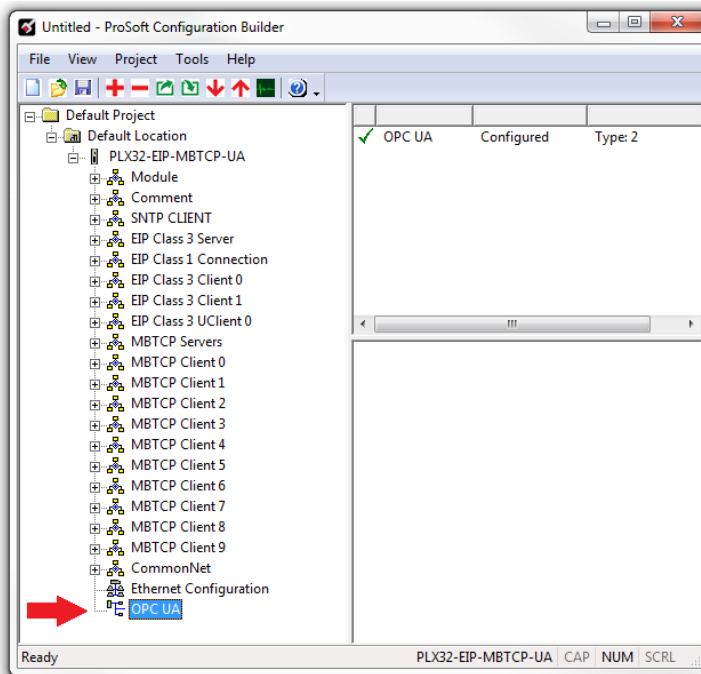 Untitled - ProSoft Configuration Builder
File View Project Tools Help
Default Project
Default Location
PLX32-EIP-MBTCP-UA
Module
Comment
SNTP CLIENT
EIP Class 3 Server
EIP Class 1 Connection
EIP Class 3 Client 0
EIP Class 3 Client 1
EIP Class 3 UClient 0
MBTCP Servers
MBTCP Client 0
MBTCP Client 1
MBTCP Client 2
MBTCP Client 3
MBTCP Client 4
MBTCP Client 5
MBTCP Client 6
MBTCP Client 7
MBTCP Client 8
MBTCP Client 9
CommonNet
Ethernet Configuration
OPC UA
OPC UA Configured Type: 2
Ready PLX32-EIP-MBTCP-UA CAP NUM SCRL